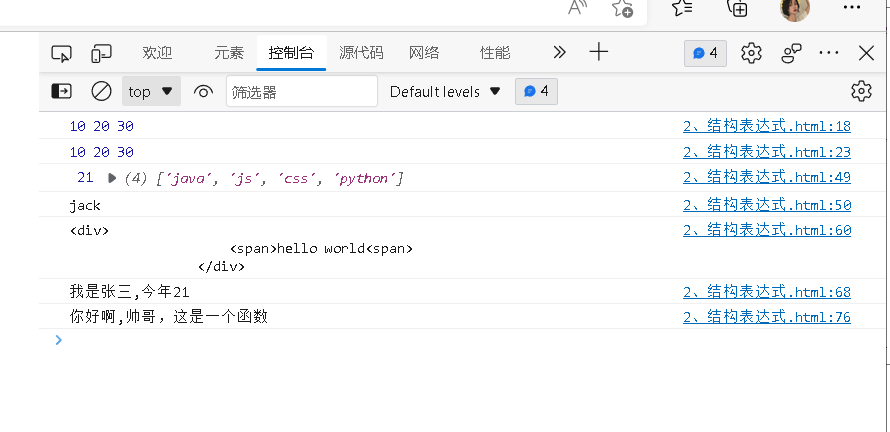 欢迎 元素 控制台 源代码 网络 性能 4
top 筛选器 Default levels 4
10 20 30 2、结构表达式.html:18
10 20 30 2、结构表达式.html:23
21 (4) ['java', 'js', 'css', 'python'] 2、结构表达式.html:49
jack 2、结构表达式.html:50
<div> 2、结构表达式.html:60
<span>hello world<span>
</div>
我是张三,今年21 2、结构表达式.html:68
你好啊,帅哥，这是一个函数 2、结构表达式.html:76